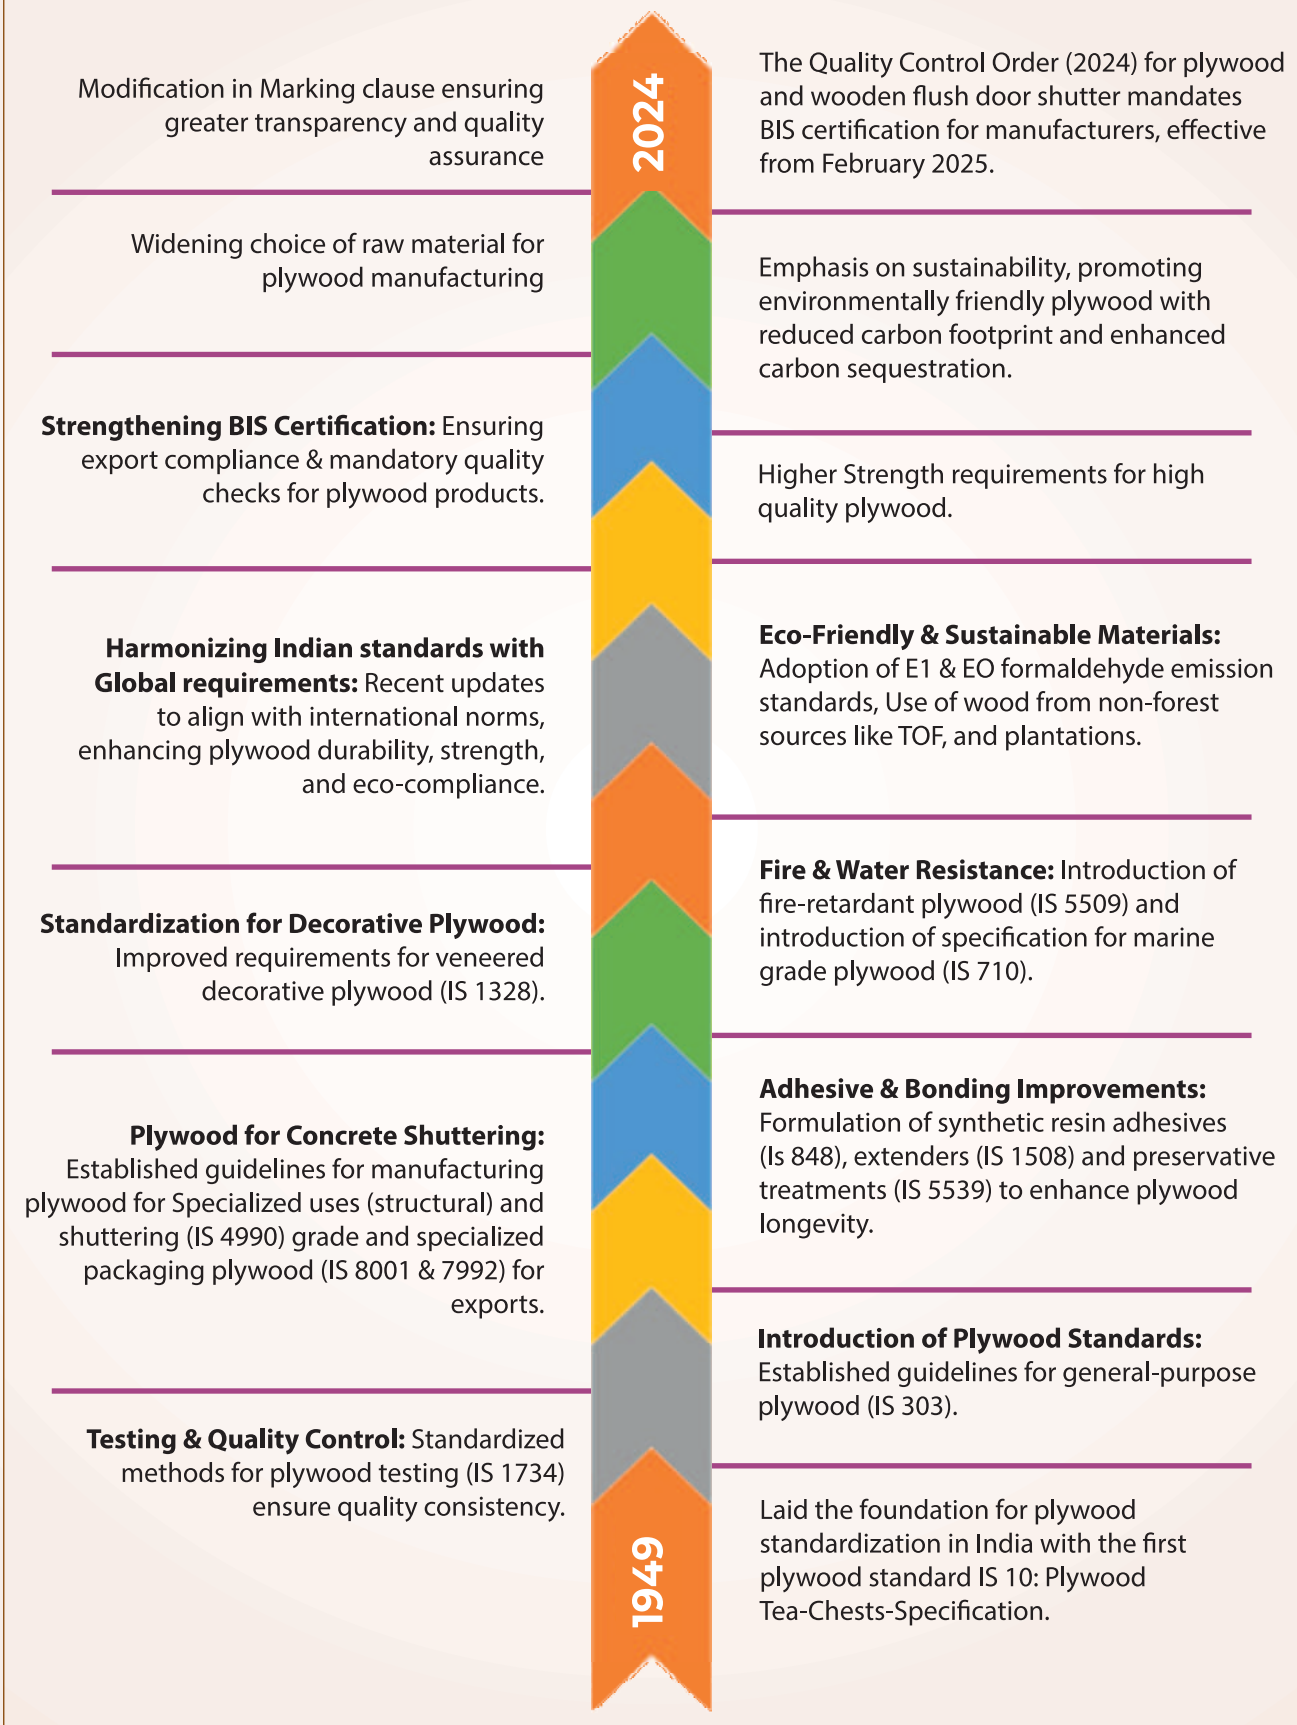 Modification in Marking clause ensuring
greater transparency and quality
assurance
Widening choice of raw material for
plywood manufacturing
Strengthening BIS Certification: Ensuring
export compliance & mandatory quality
checks for plywood products.
Harmonizing Indian standards with
Global requirements: Recent updates
to align with international norms,
enhancing plywood durability, strength,
and eco-compliance.
Standardization for Decorative Plywood:
Improved requirements for veneered
decorative plywood (IS 1328).
Plywood for Concrete Shuttering:
Established guidelines for manufacturing
plywood for Specialized uses (structural) and
shuttering (IS 4990) grade and specialized
packaging plywood (IS 8001 & 7992) for
exports.
Testing & Quality Control: Standardized
methods for plywood testing (IS 1734)
ensure quality consistency.
2024
1949
The Quality Control Order (2024) for plywood
and wooden flush door shutter mandates
BIS certification for manufacturers, effective
from February 2025.
Emphasis on sustainability, promoting
environmentally friendly plywood with
reduced carbon footprint and enhanced
carbon sequestration.
Higher Strength requirements for high
quality plywood.
Eco-Friendly & Sustainable Materials:
Adoption of E1 & EO formaldehyde emission
standards, Use of wood from non-forest
sources like TOF, and plantations.
Fire & Water Resistance: Introduction of
fire-retardant plywood (IS 5509) and
introduction of specification for marine
grade plywood (IS 710).
Adhesive & Bonding Improvements:
Formulation of synthetic resin adhesives
(Is 848), extenders (IS 1508) and preservative
treatments (IS 5539) to enhance plywood
longevity.
Introduction of Plywood Standards:
Established guidelines for general-purpose
plywood (IS 303).
Laid the foundation for plywood
standardization in India with the first
plywood standard IS 10: Plywood
Tea-Chests-Specification.